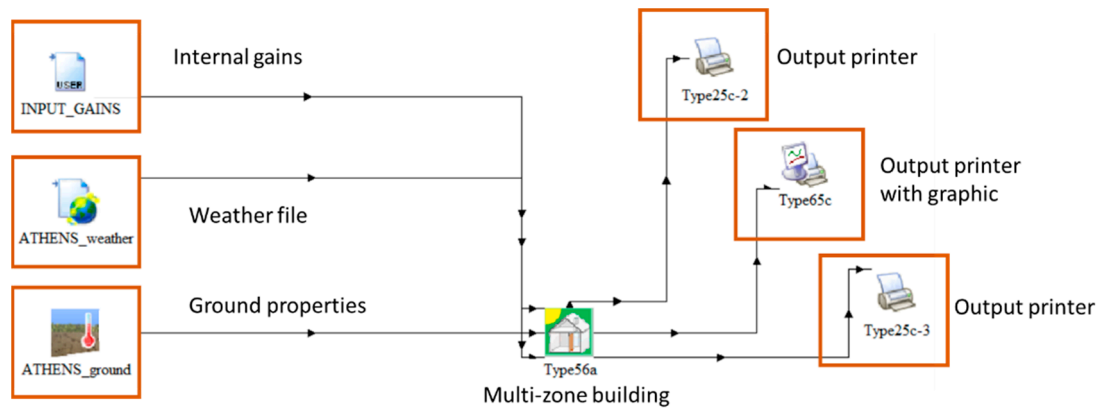 Internal gains
USER
INPUT_GAINS
Weather file
ATHENS_weather
Ground properties
ATHENS_ground
Type56a
Multi-zone building
Type25c-2
Output printer
Type65c
Output printer
with graphic
Type25c-3
Output printer